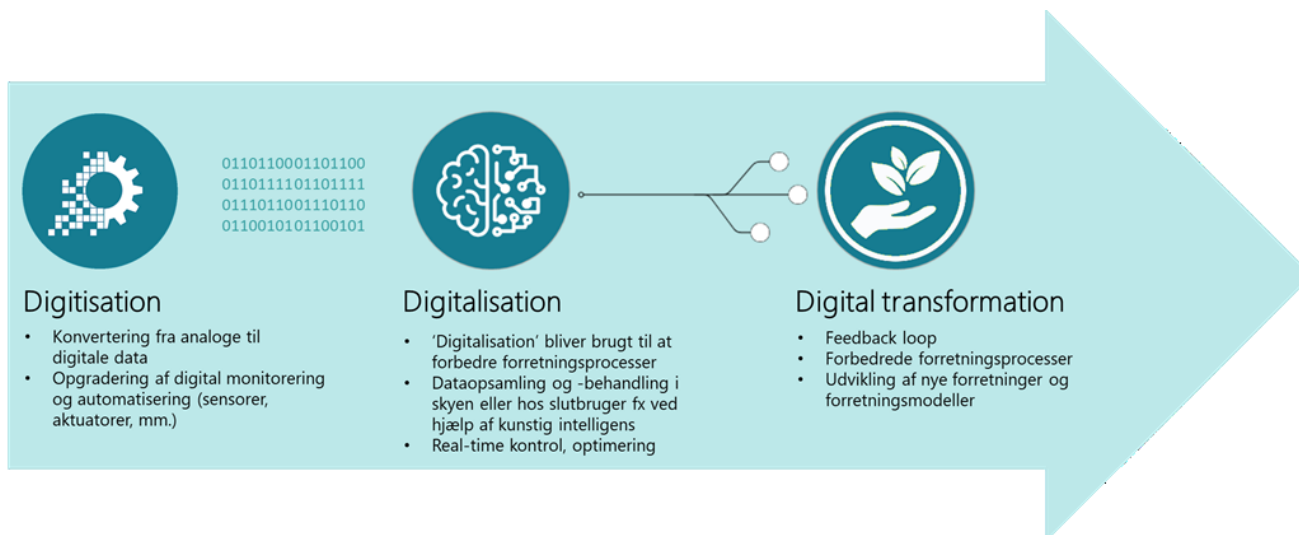 0110110001101100
0110111101101111
0111011001110110
0110010101100101
Digitisation
• Konvertering fra analoge til
digitale data
• Opgradering af digital monitorering
og automatisering (sensorer,
aktuatorer, mm.)
Digitalisation
• ‘Digitalisation’ bliver brugt til at
forbedre forretningsprocesser
• Dataopsamling og -behandling i
skyen eller hos slutbruger fx ved
hjælp af kunstig intelligens
• Real-time kontrol, optimering
Digital transformation
• Feedback loop
• Forbedrede forretningsprocesser
• Udvikling af nye forretninger og
forretningsmodeller